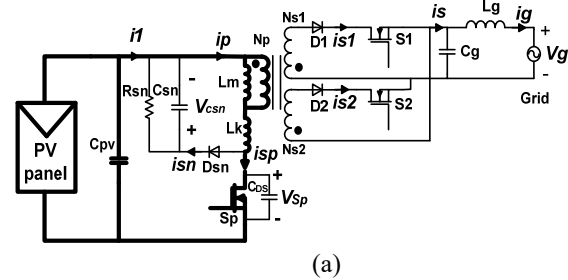 i1
ip
Np
Ns1
D1
is1
S1
is
Lg
ig
Rsn
Csn
-
Vcsn
+
Lm
Cg
+
Vg
-
Grid
PV
panel
Cpv
Lk
D2
is2
S2
Ns2
isn
Dsn
isp
CDS
+
VSp
-
Sp
(a)